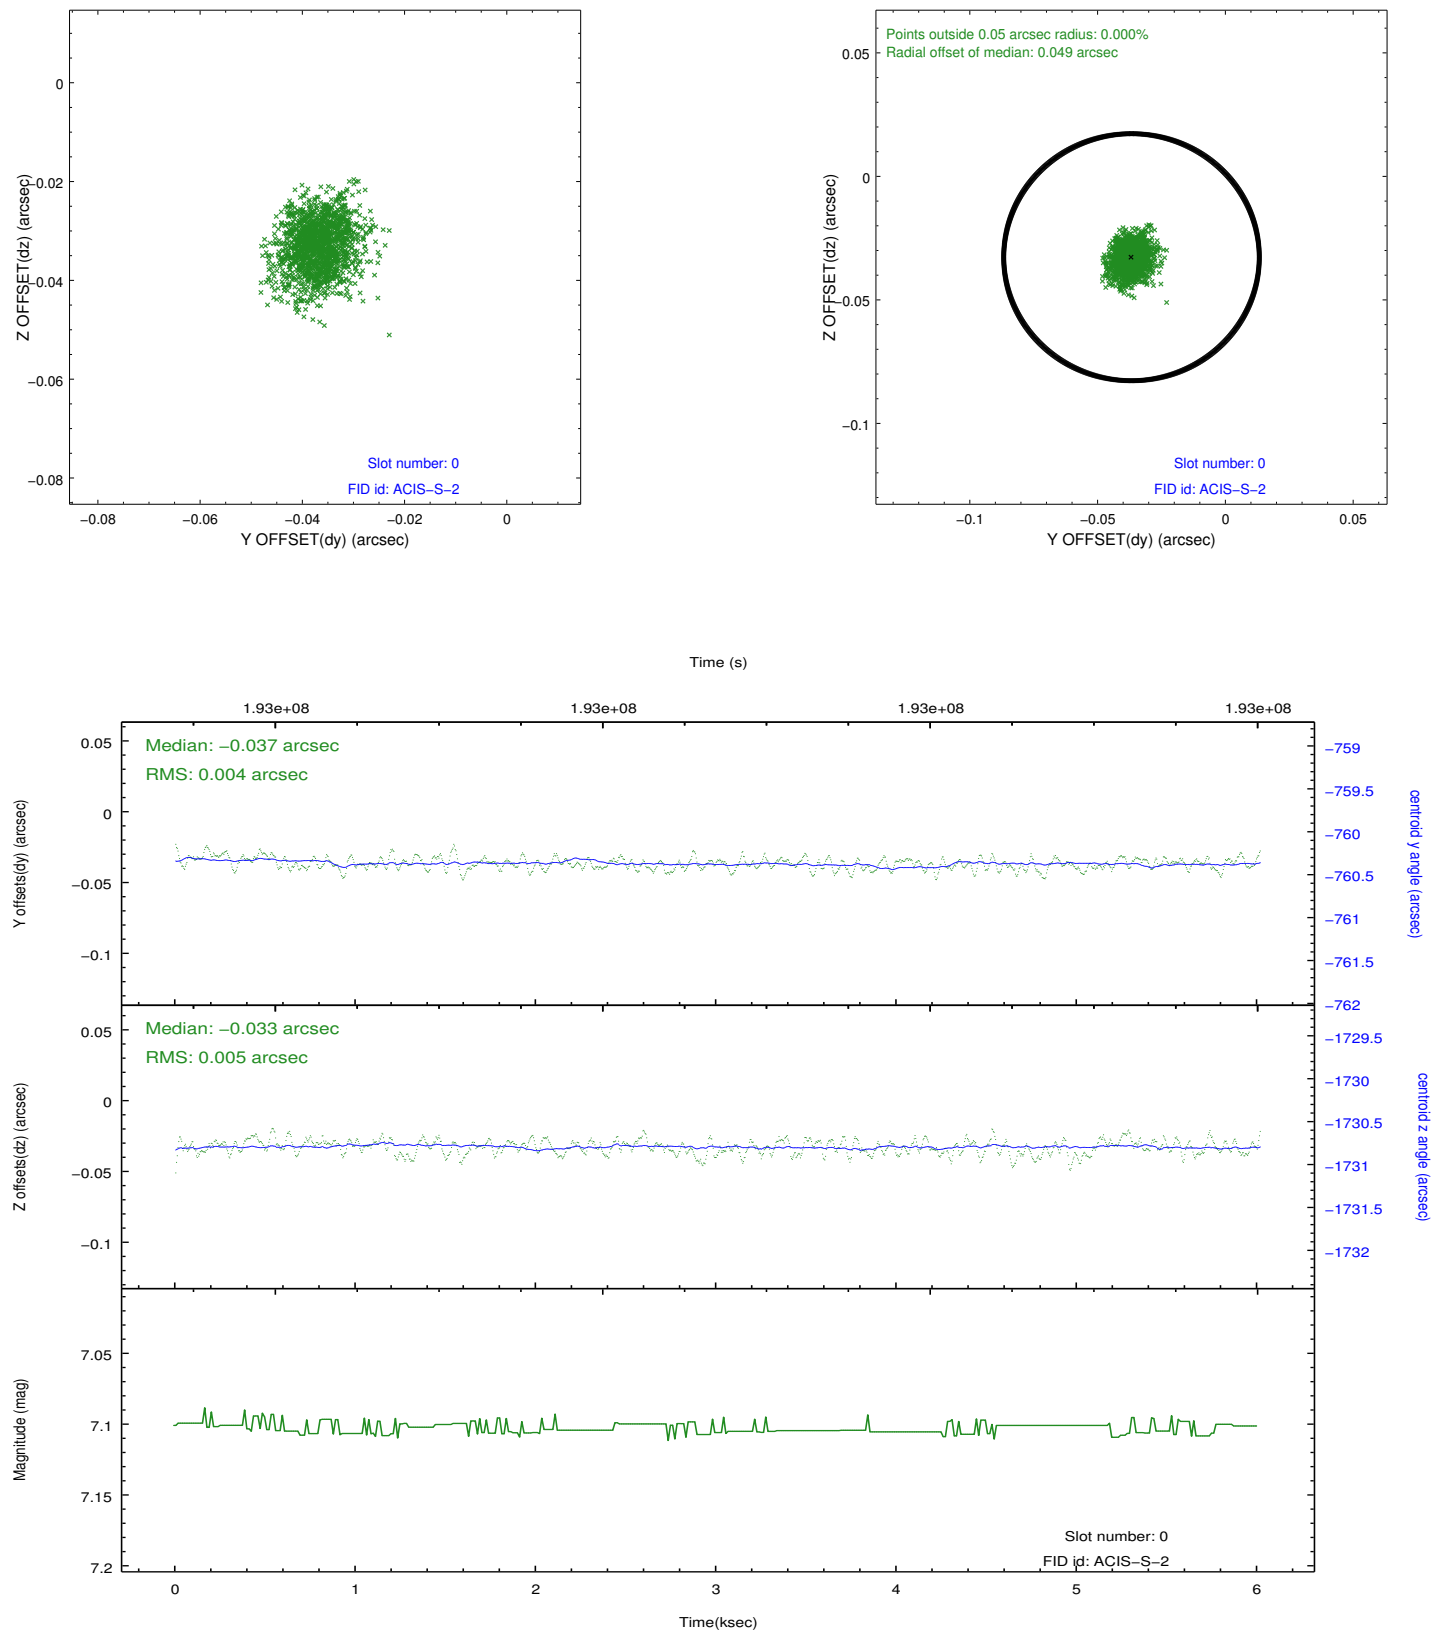 0
−0.02
−0.04
−0.06
−0.08
Z OFFSET(dz) (arcsec)
Slot number: 0
FID id: ACIS−S−2
−0.08 −0.06 −0.04 −0.02 0
Y OFFSET(dy) (arcsec)
Points outside 0.05 arcsec radius: 0.000%
Radial offset of median: 0.049 arcsec
0.05
0
−0.05
−0.1
Z OFFSET(dz) (arcsec)
Slot number: 0
FID id: ACIS−S−2
−0.1 −0.05 0 0.05
Y OFFSET(dy) (arcsec)
Time (s)
1.93e+08 1.93e+08 1.93e+08 1.93e+08
Median: −0.037 arcsec
RMS: 0.004 arcsec
0.05
0
−0.05
−0.1
Y offsets(dy) (arcsec)
−759
−759.5
−760
−760.5
−761
−761.5
−762
centroid y angle (arcsec)
Median: −0.033 arcsec
RMS: 0.005 arcsec
0.05
0
−0.05
−0.1
Z offsets(dz) (arcsec)
−1729.5
−1730
−1730.5
−1731
−1731.5
−1732
centroid z angle (arcsec)
7.05
7.1
7.15
7.2
Magnitude (mag)
Slot number: 0
FID id: ACIS−S−2
0 1 2 3 4 5 6
Time(ksec)